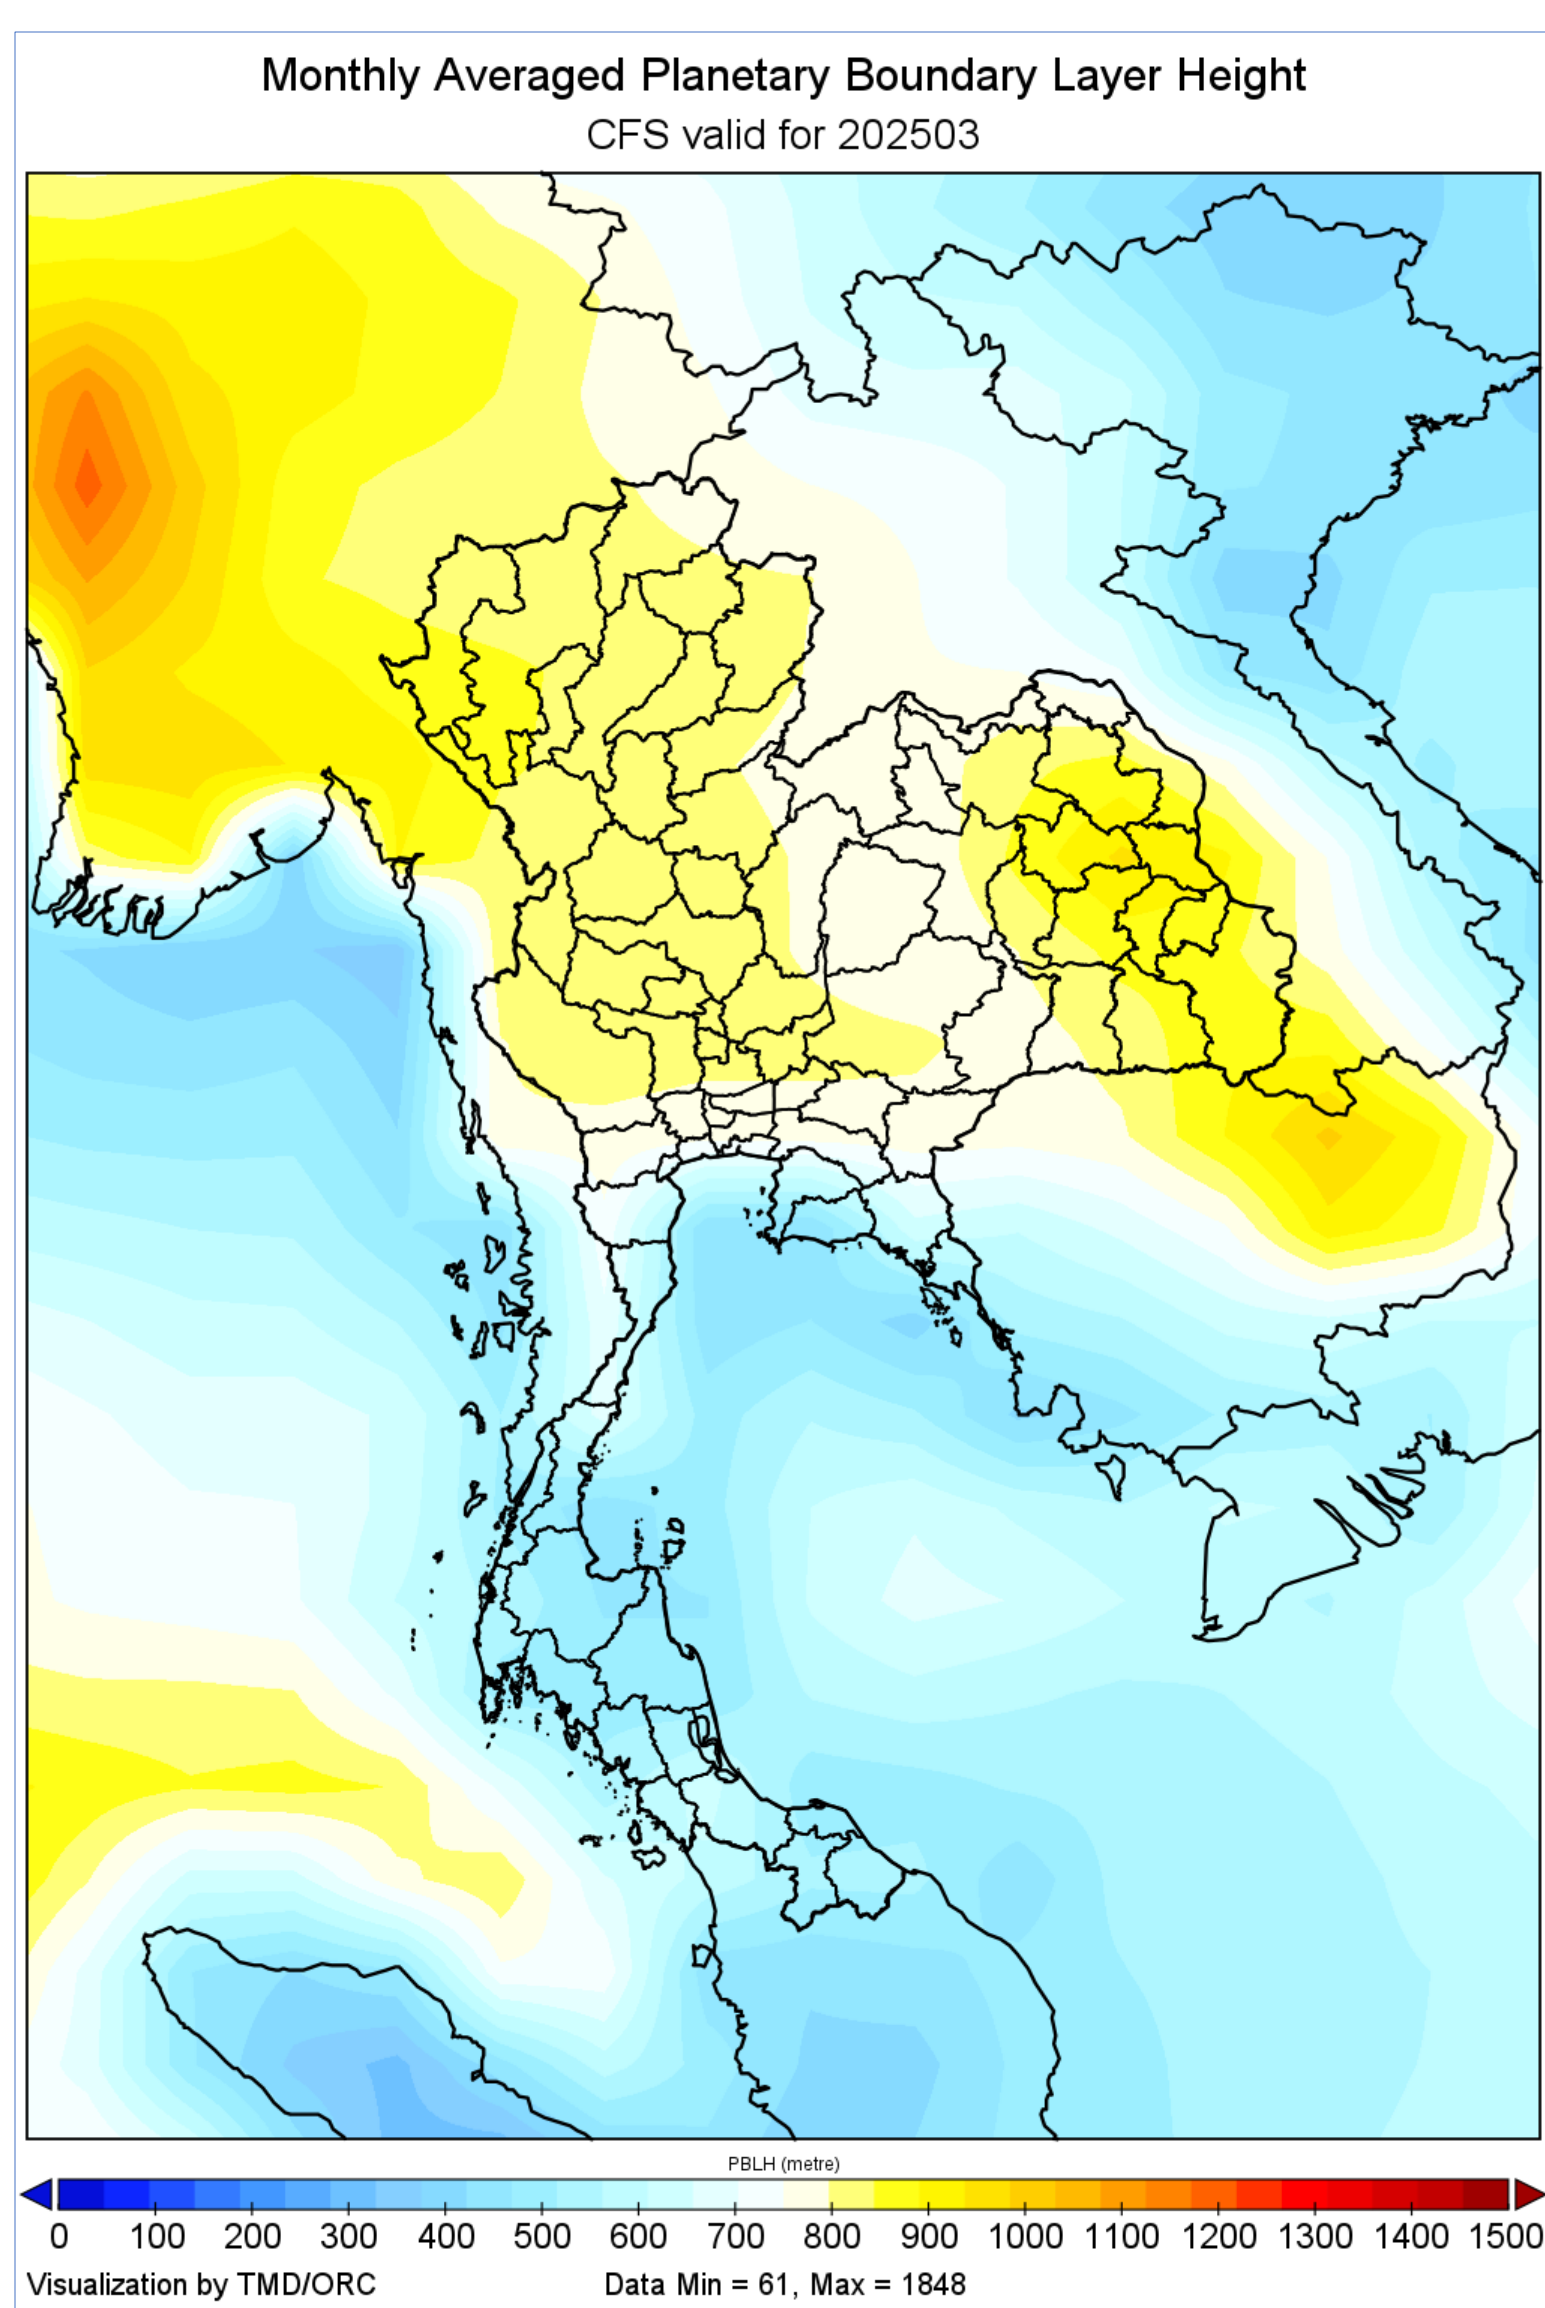 Monthly Averaged Planetary Boundary Layer Height
CFS valid for 202503
PBLH (metre)
0 100 200 300 400 500 600 700 800 900 1000 1100 1200 1300 1400 1500
Visualization by TMD/ORC Data Min = 61, Max = 1848